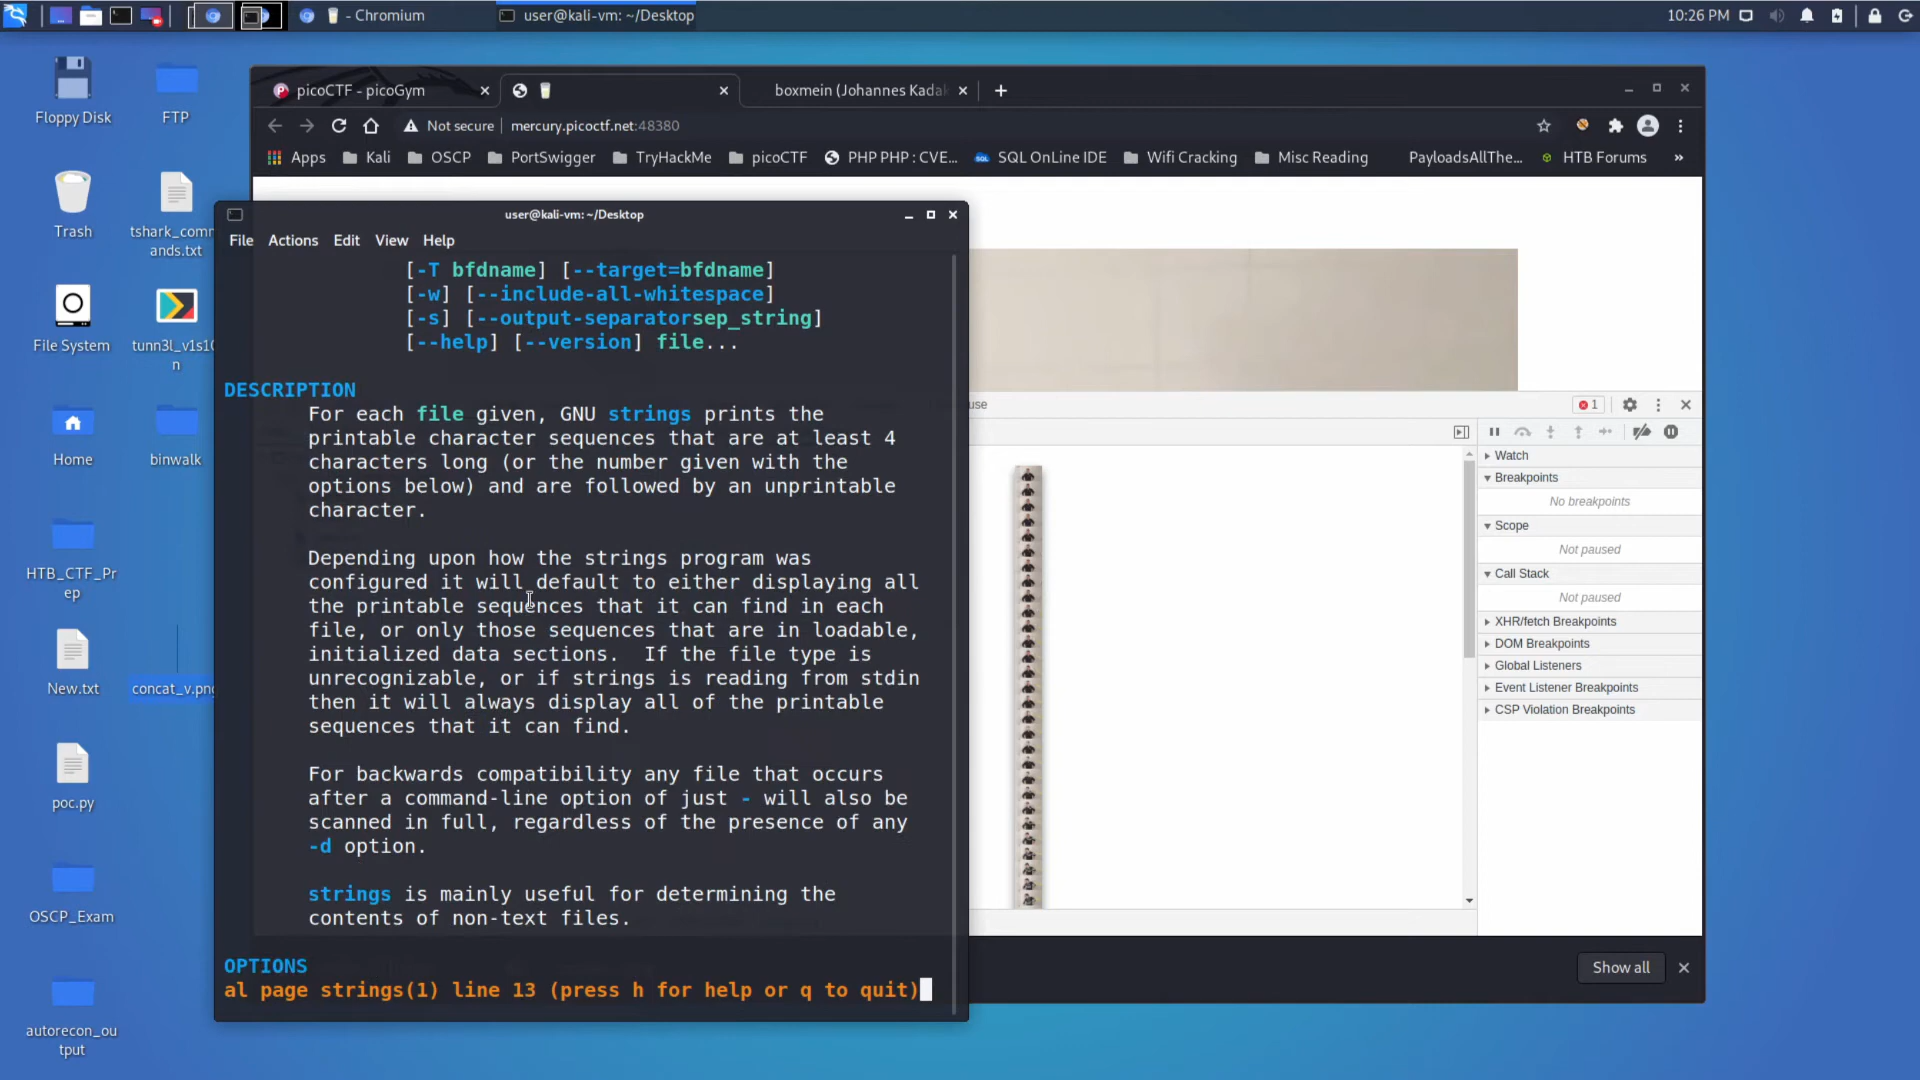 - Chromium
user@kali-vm: ~/Desktop
10:26 PM
Floppy Disk
FTP
Trash
tshark_comm
ands.txt
File System
tunn3l_v1s10
n
Home
binwalk
HTB_CTF_Pr
ep
New.txt
concat_v.png
poc.py
OSCP_Exam
autorecon_ou
tput
picoCTF - picoGym
boxmein (Johannes Kadak
Not secure
mercury.picoctf.net:48380
Apps
Kali
OSCP
PortSwigger
TryHackMe
picoCTF
PHP PHP : CVE...
SQL OnLine IDE
Wifi Cracking
Misc Reading
PayloadsAllThe...
HTB Forums
»
user@kali-vm: ~/Desktop
File Actions Edit View Help
[-T bfdname] [--target=bfdname]
[-w] [--include-all-whitespace]
[-s] [--output-separatorsep_string]
[--help] [--version] file...
DESCRIPTION
For each file given, GNU strings prints the
printable character sequences that are at least 4
characters long (or the number given with the
options below) and are followed by an unprintable
character.
Depending upon how the strings program was
configured it will default to either displaying all
the printable sequences that it can find in each
file, or only those sequences that are in loadable,
initialized data sections.  If the file type is
unrecognizable, or if strings is reading from stdin
then it will always display all of the printable
sequences that it can find.
For backwards compatibility any file that occurs
after a command-line option of just - will also be
scanned in full, regardless of the presence of any
-d option.
strings is mainly useful for determining the
contents of non-text files.
OPTIONS
al page strings(1) line 13 (press h for help or q to quit)
1
Watch
Breakpoints
No breakpoints
Scope
Not paused
Call Stack
Not paused
XHR/fetch Breakpoints
DOM Breakpoints
Global Listeners
Event Listener Breakpoints
CSP Violation Breakpoints
Show all